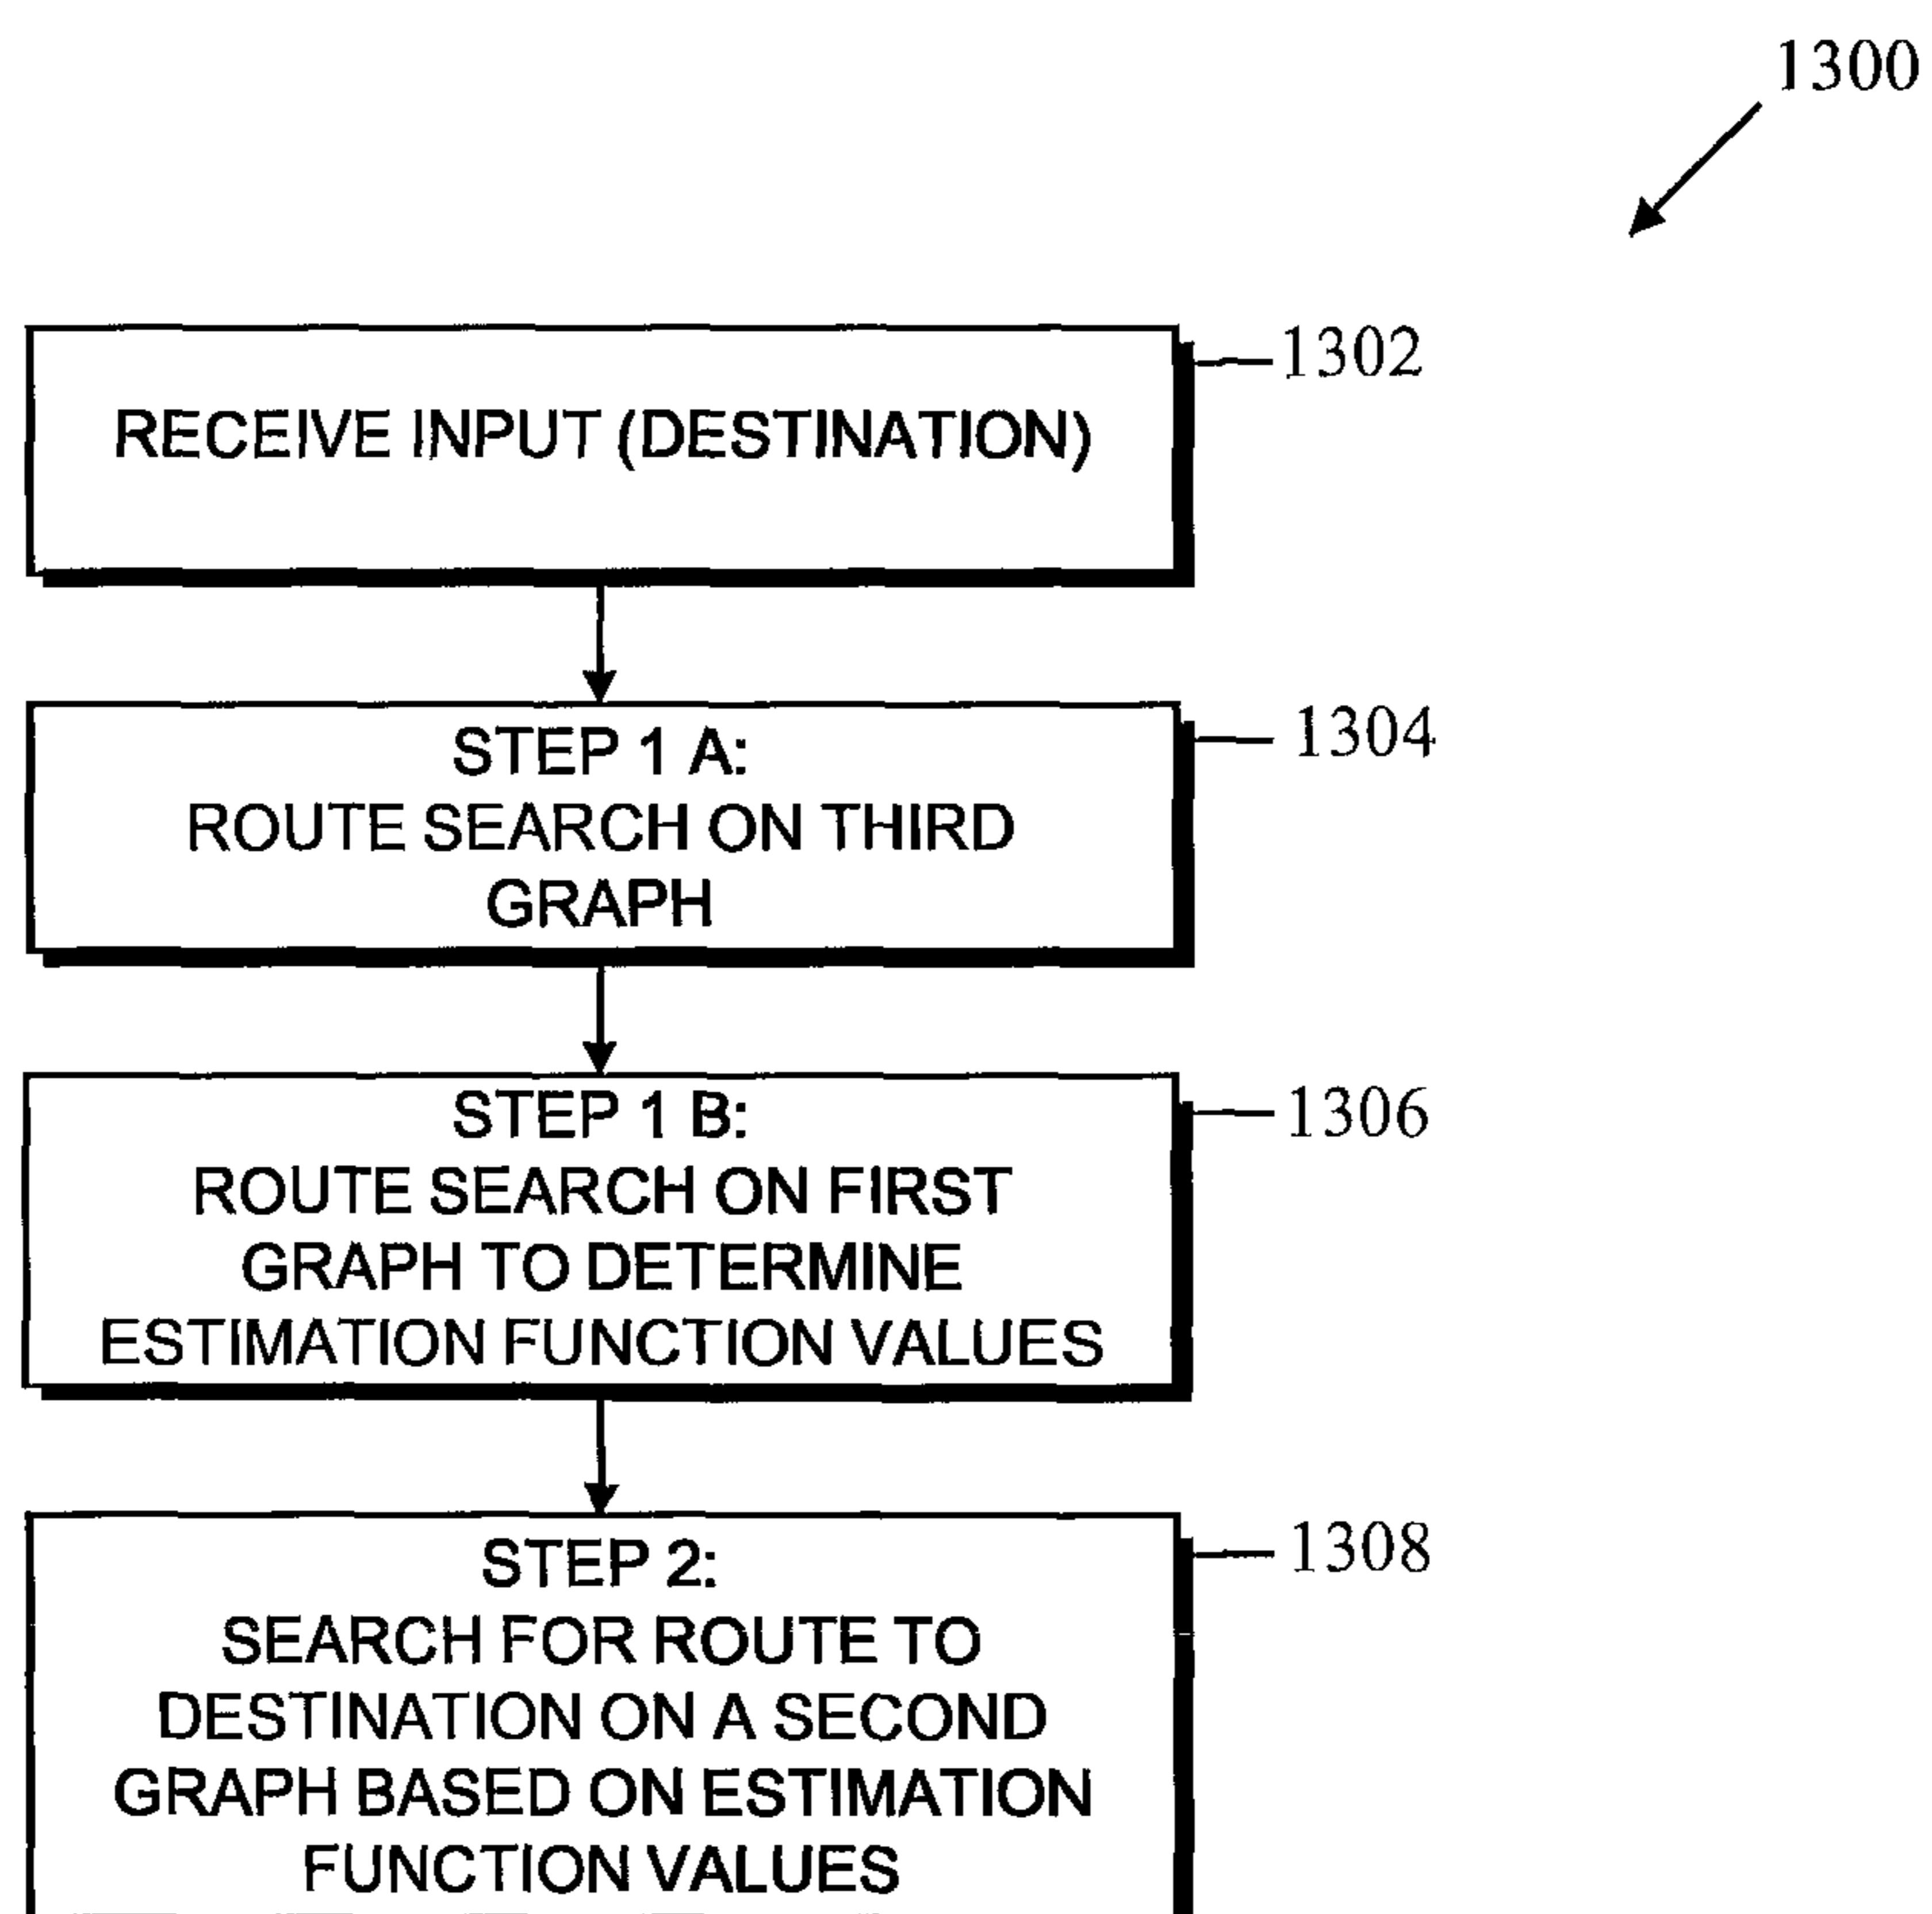 1300
1302
RECEIVE INPUT (DESTINATION)
1304
STEP 1 A:
ROUTE SEARCH ON THIRD
GRAPH
1306
STEP 1 B:
ROUTE SEARCH ON FIRST
GRAPH TO DETERMINE
ESTIMATION FUNCTION VALUES
1308
STEP 2:
SEARCH FOR ROUTE TO
DESTINATION ON A SECOND
GRAPH BASED ON ESTIMATION
FUNCTION VALUES